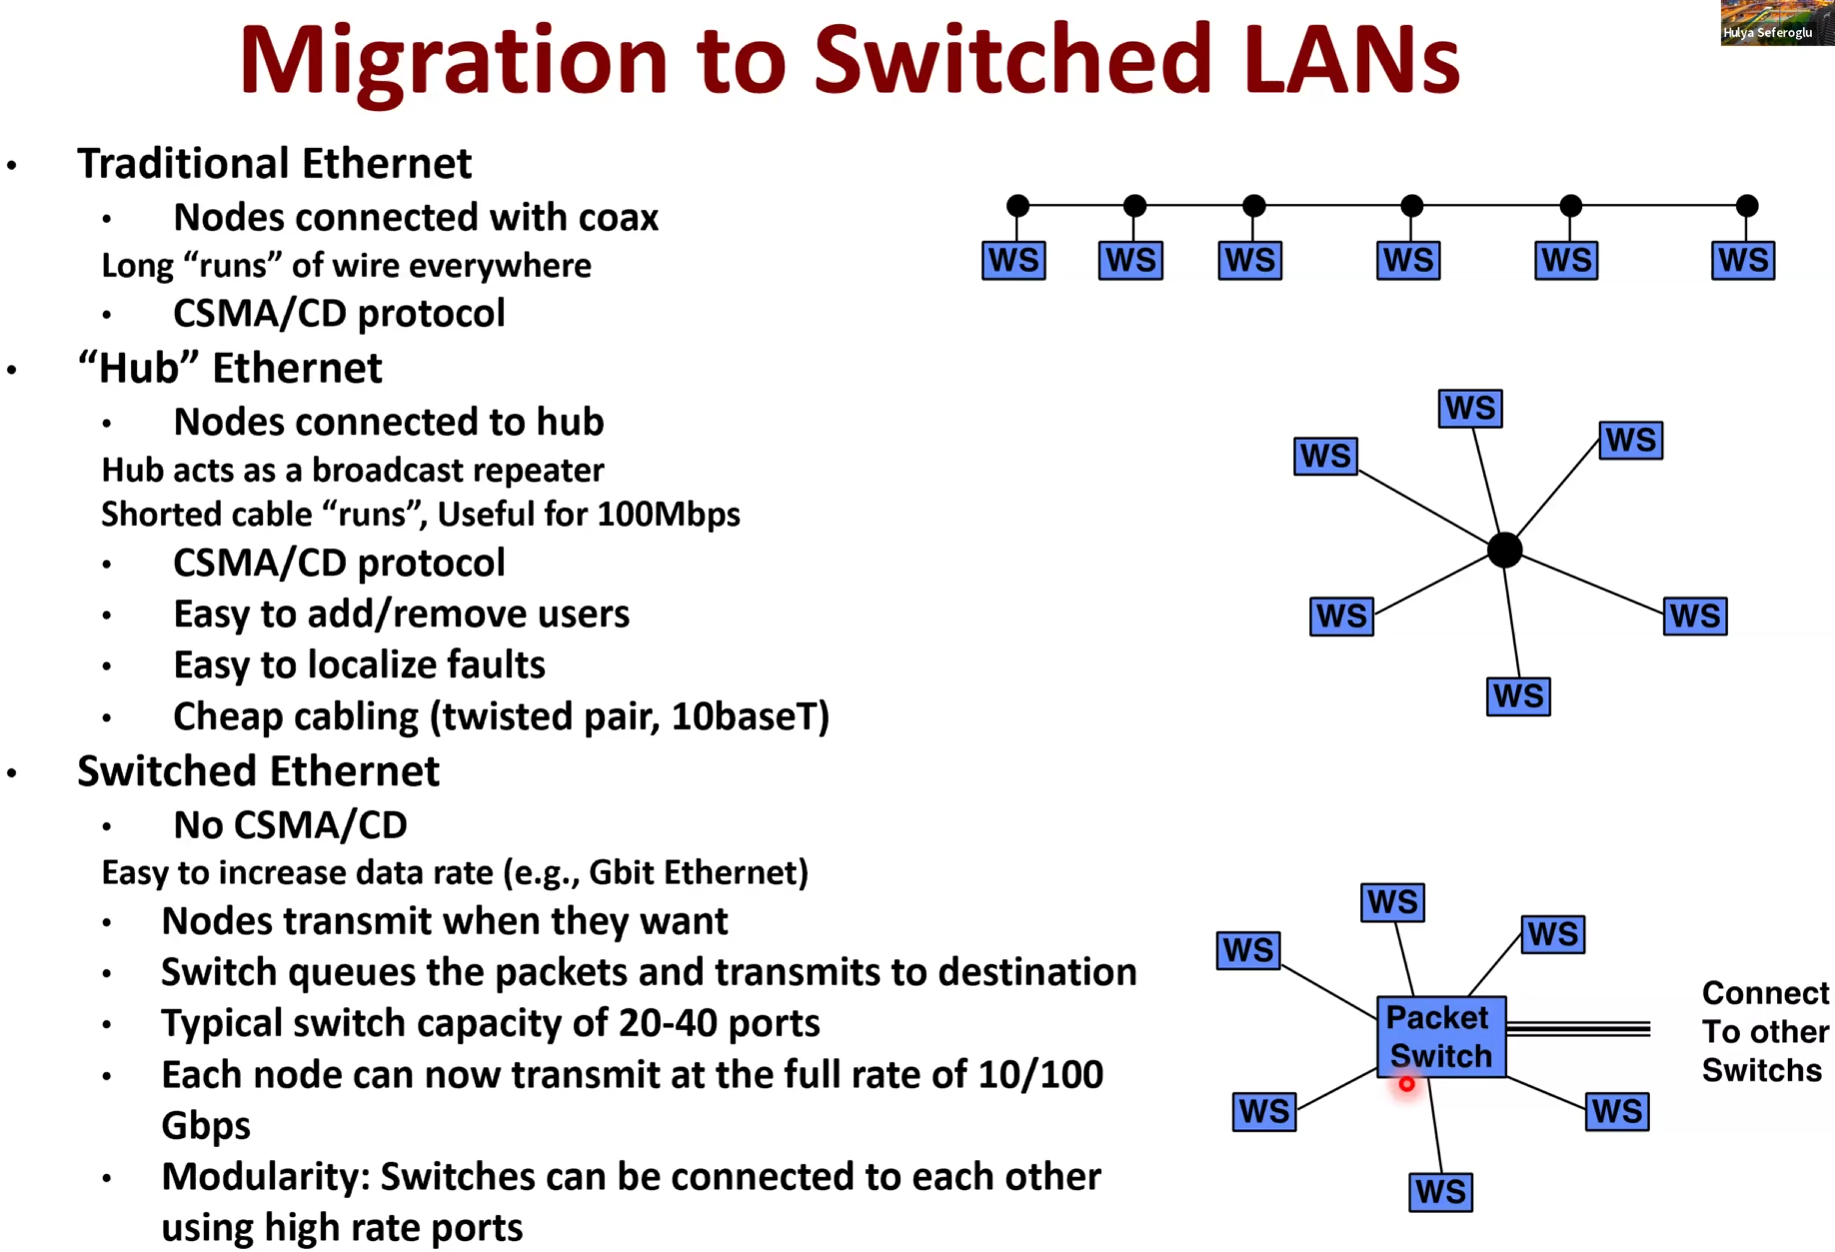 Migration to Switched LANs
Hulya Seferoglu
• Traditional Ethernet
• Nodes connected with coax
Long “runs” of wire everywhere
• CSMA/CD protocol
WS WS WS WS WS WS
• “Hub” Ethernet
• Nodes connected to hub
Hub acts as a broadcast repeater
Shorted cable “runs”, Useful for 100Mbps
• CSMA/CD protocol
• Easy to add/remove users
• Easy to localize faults
• Cheap cabling (twisted pair, 10baseT)
WS
WS
WS
WS
WS
WS
• Switched Ethernet
• No CSMA/CD
Easy to increase data rate (e.g., Gbit Ethernet)
• Nodes transmit when they want
• Switch queues the packets and transmits to destination
• Typical switch capacity of 20-40 ports
• Each node can now transmit at the full rate of 10/100
Gbps
• Modularity: Switches can be connected to each other
using high rate ports
WS
WS
WS
Packet
Switch
WS
WS
WS
Connect
To other
Switchs